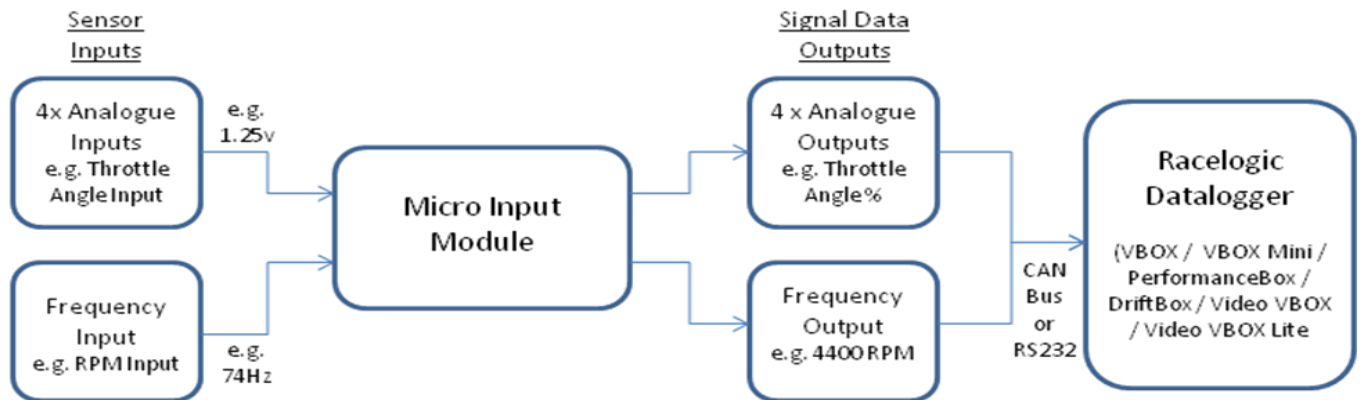 Sensor
Inputs
4x Analogue
Inputs
e.g. Throttle
Angle Input
e.g.
1.25v
Frequency
Input
e.g. RPM Input
e.g.
74Hz
Micro Input
Module
Signal Data
Outputs
4 x Analogue
Outputs
e.g. Throttle
Angle%
Frequency
Output
e.g. 4400 RPM
CAN
Bus
or
RS232
Racelogic
Datalogger
(VBOX / VBOX Mini /
PerformanceBox /
DriftBox / Video VBOX
/ Video VBOX Lite